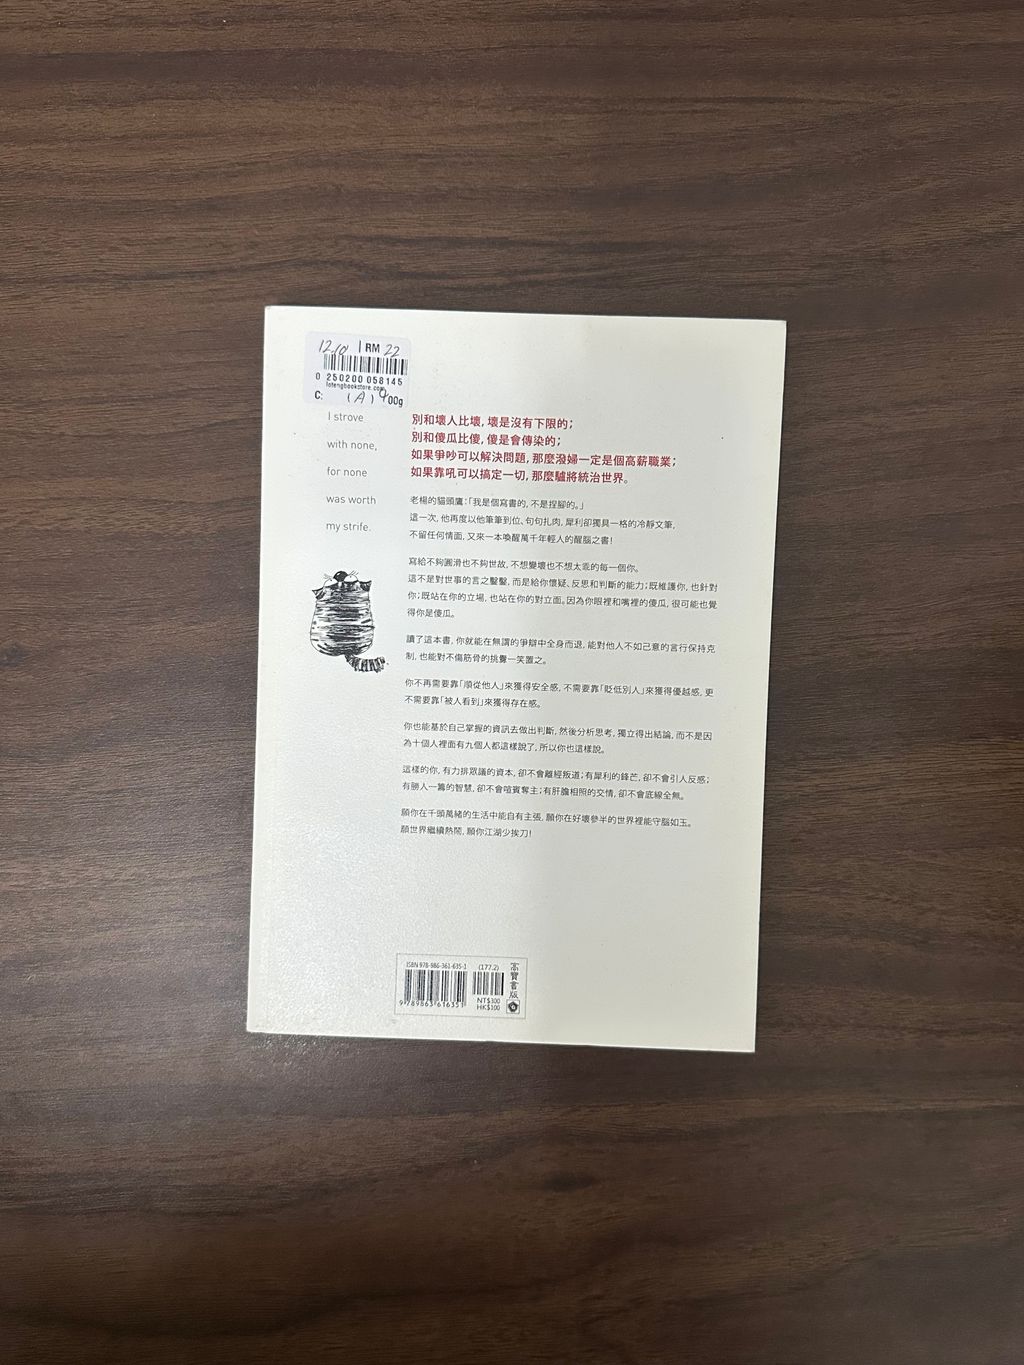 12.10 | RM 22
0 250200 058145
lotengbookstore.com
C: (A) 900g
I strove
with none,
for none
was worth
my strife.
別和壞人比壞,壞是沒有下限的;
別和傻瓜比傻,傻是會傳染的;
如果爭吵可以解決問題,那麼潑婦一定是個高薪職業;
如果靠吼可以搞定一切,那麼驢將統治世界。
老楊的貓頭鷹:「我是個寫書的,不是捏腳的。」
這一次,他再度以他筆筆到位、句句扎肉,犀利卻獨具一格的冷靜文筆,
不留任何情面,又來一本喚醒萬千年輕人的醒腦之書!
寫給不夠圓滑也不夠世故,不想變壞也不想太乖的每一個你。
這不是對世事的言之鑿鑿,而是給你懷疑、反思和判斷的能力;既維護你,也針對
你;既站在你的立場,也站在你的對立面。因為你眼裡和嘴裡的傻瓜,很可能也覺
得你是傻瓜。
讀了這本書,你就能在無謂的爭辯中全身而退,能對他人不如己意的言行保持克
制,也能對不傷筋骨的挑釁一笑置之。
你不再需要靠「順從他人」來獲得安全感,不需要靠「貶低別人」來獲得優越感,更
不需要靠「被人看到」來獲得存在感。
你也能基於自己掌握的資訊去做出判斷,然後分析思考,獨立得出結論,而不是因
為十個人裡面有九個人都這樣說了,所以你也這樣說。
這樣的你,有力排眾議的資本,卻不會離經叛道;有犀利的鋒芒,卻不會引人反感;
有勝人一籌的智慧,卻不會喧賓奪主;有肝膽相照的交情,卻不會底線全無。
願你在千頭萬緒的生活中能自有主張,願你在好壞參半的世界裡能守腦如玉。
願世界繼續熱鬧,願你江湖少挨刀!
ISBN 978-986-361-635-1 (177.2)
9 789863 616351
NT$300
HK$100
高寶書版